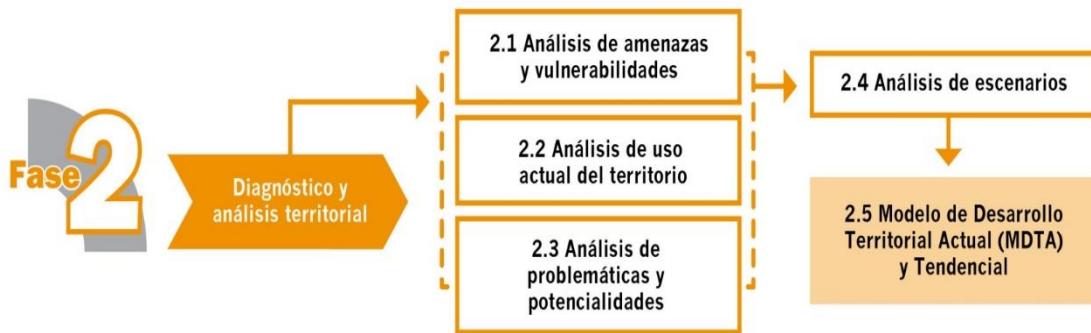 Fase 2
Diagnóstico y
análisis territorial
2.1 Análisis de amenazas
y vulnerabilidades
2.2 Análisis de uso
actual del territorio
2.3 Análisis de
problemáticas y
potencialidades
2.4 Análisis de escenarios
2.5 Modelo de Desarrollo
Territorial Actual (MDTA)
y Tendencial